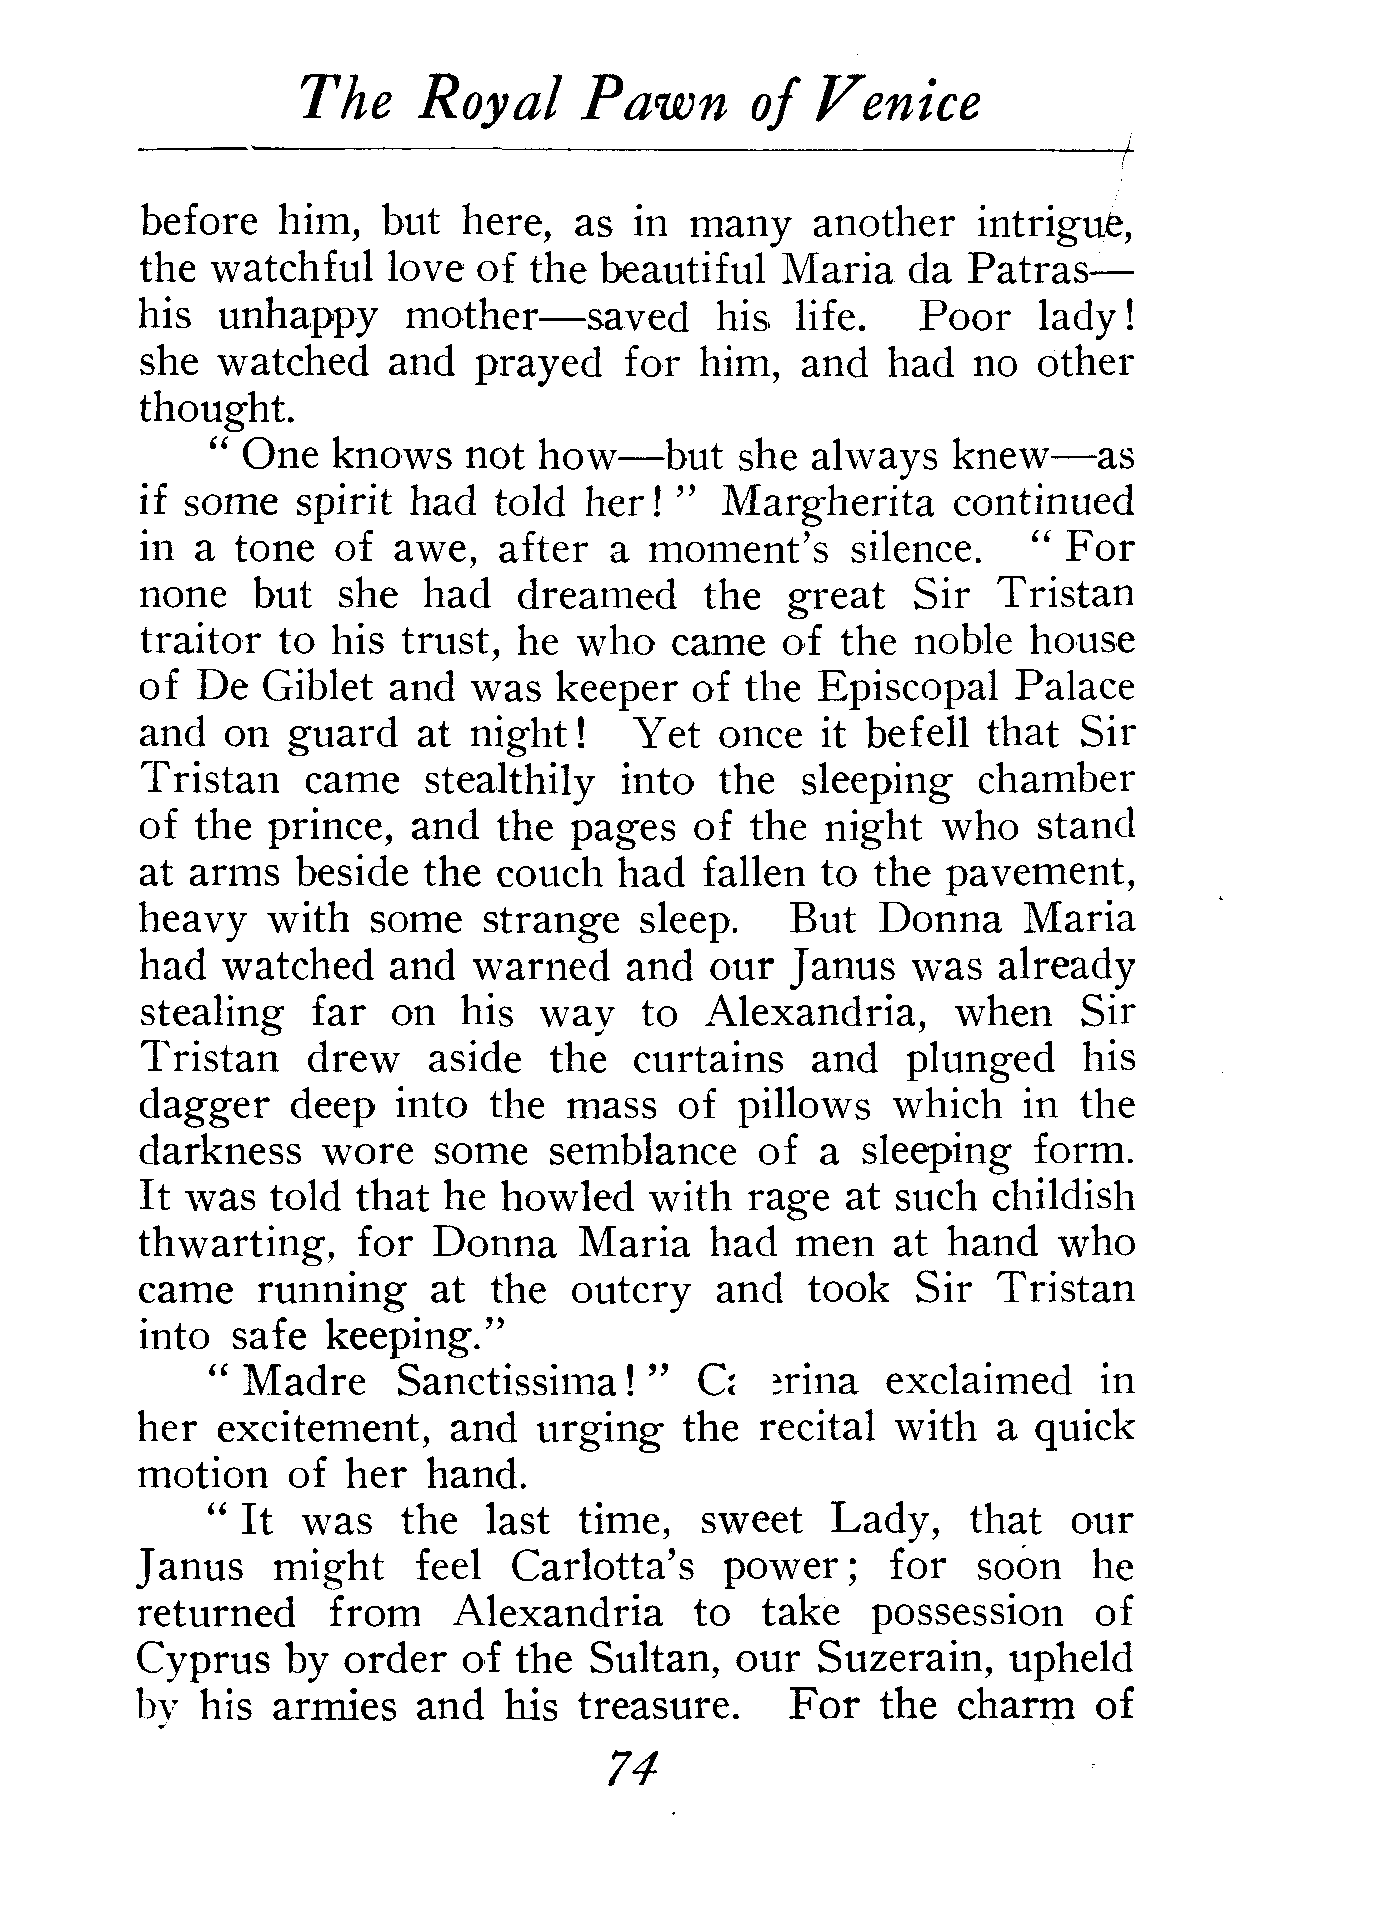 The Royal Pawn of Venice
before him, but here, as in many another intrigue,
the watchful love of the beautiful Maria da Patras—
his unhappy mother—saved his life. Poor lady!
she watched and prayed for him, and had no other
thought.
" One knows not how—but she always knew—as
if some spirit had told her! " Margherita continued
in a tone of awe, after a moment's silence. " For
none but she had dreamed the great Sir Tristan
traitor to his trust, he who came of the noble house
of De Giblet and was keeper of the Episcopal Palace
and on guard at night! Yet once it befell that Sir
Tristan came stealthily into the sleeping chamber
of the prince, and the pages of the night who stand
at arms beside the couch had fallen to the pavement,
heavy with some strange sleep. But Donna Maria
had watched and warned and our Janus was already
stealing far on his way to Alexandria, when Sir
Tristan drew aside the curtains and plunged his
dagger deep into the mass of pillows which in the
darkness wore some semblance of a sleeping form.
It was told that he howled with rage at such childish
thwarting, for Donna Maria had men at hand who
came running at the outcry and took Sir Tristan
into safe keeping."
" Madre Sanctissima! " exclaimed in
her excitement, and urging the recital with a quick
motion of her hand.
" It was the last time, sweet Lady, that our
Janus might feel Carlotta's power; for soon he
returned from Alexandria to take possession of
Cyprus by order of the Sultan, our Suzerain, upheld
by his armies and his treasure. For the charm of
74